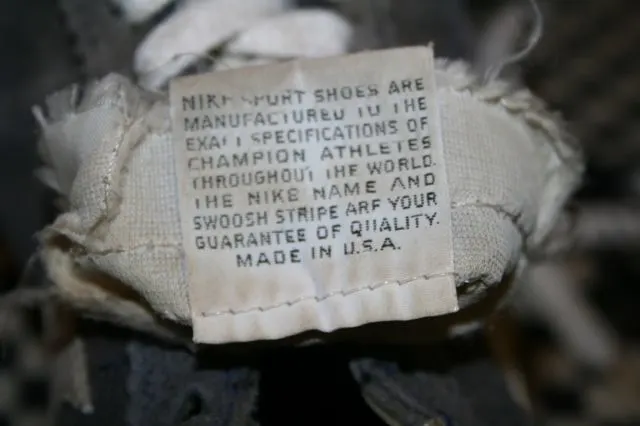 NIKE SPORT SHOES ARE
MANUFACTURED TO THE
EXACT SPECIFICATIONS OF
CHAMPION ATHLETES
THROUGHOUT THE WORLD.
THE NIKE NAME AND
SWOOSH STRIPE ARE YOUR
GUARANTEE OF QUALITY.
MADE IN U.S.A.